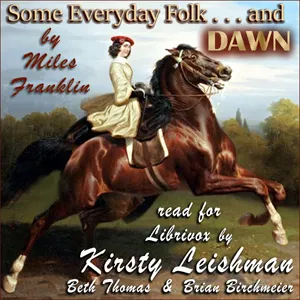 Some Everyday Folk . . . and
DAWN
by
Miles
Franklin
read for
Librivox by
Kirsty Leishman
Beth Thomas & Brian Birchmeier